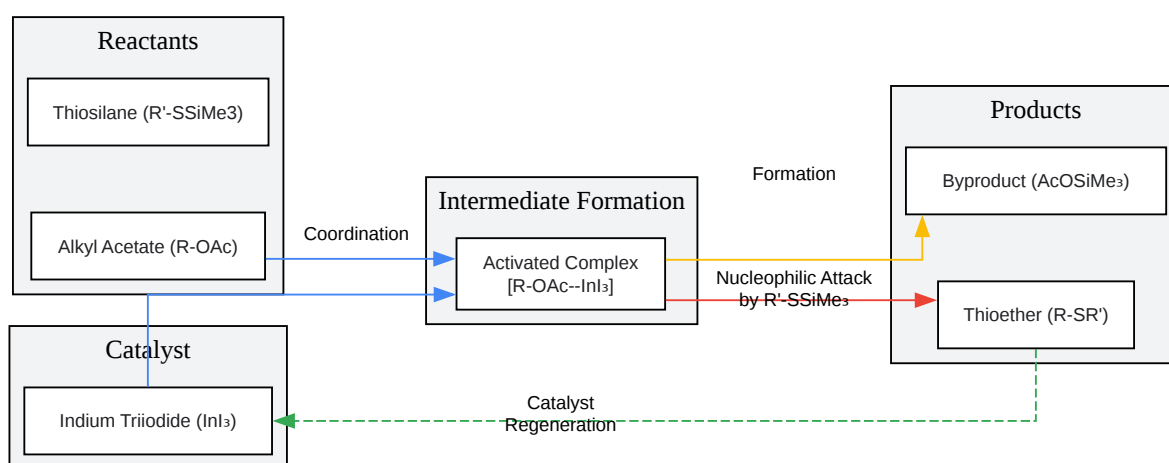 Reactants
Thiosilane (R'-SSiMe3)
Alkyl Acetate (R-OAc)
Catalyst
Indium Triiodide (InI₃)
Coordination
Intermediate Formation
Activated Complex
[R-OAc--InI₃]
Formation
Nucleophilic Attack
by R'-SSiMe₃
Products
Byproduct (AcOSiMe₃)
Thioether (R-SR')
Catalyst
Regeneration